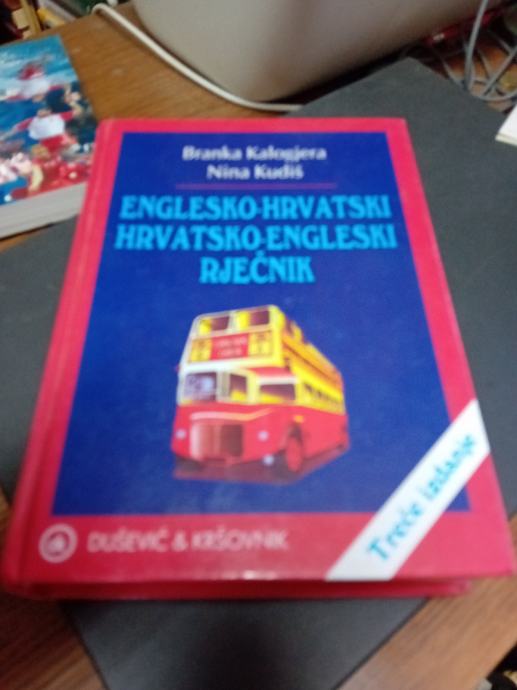 Branka Kalogjera
Nina Kudiš
ENGLESKO-HRVATSKI
HRVATSKO-ENGLESKI
RJEČNIK
Treće izdanje
DUŠEVIĆ & KRŠOVNIK